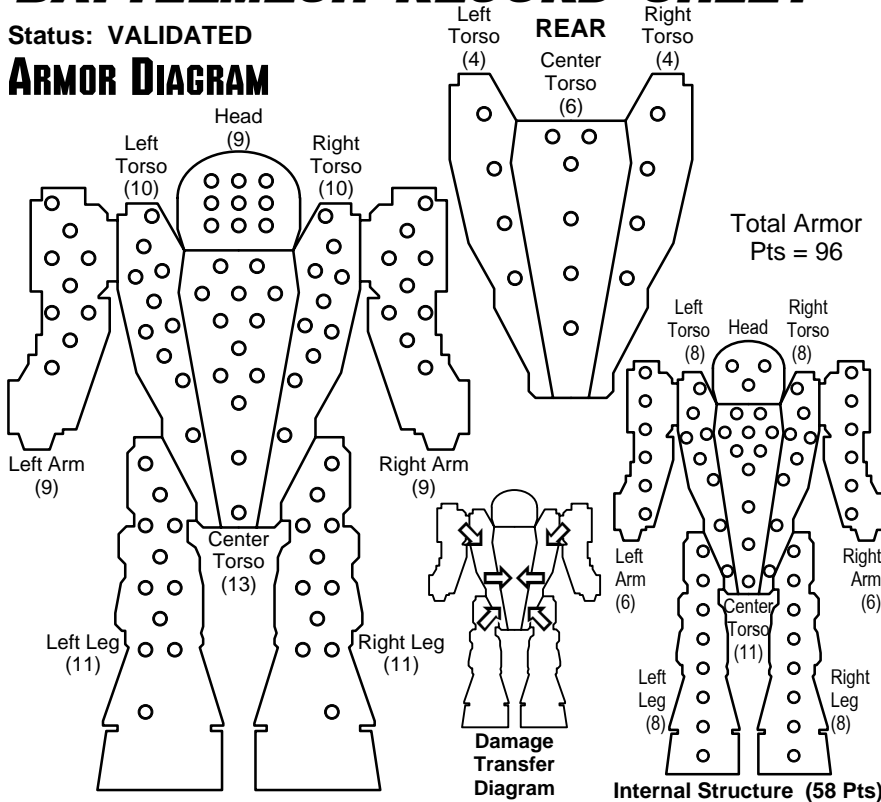 Status: VALIDATED
ARMOR DIAGRAM
Head
(9)
Left
Torso
(10)
Right
Torso
(10)
Left Arm
(9)
Right Arm
(9)
Center
Torso
(13)
Left Leg
(11)
Right Leg
(11)
Left
Torso
(4)
REAR
Right
Torso
(4)
Center
Torso
(6)
Total Armor
Pts = 96
Left
Torso
(8)
Head
Right
Torso
(8)
Left
Arm
(6)
Right
Arm
(6)
Center
Torso
(11)
Left
Leg
(8)
Right
Leg
(8)
Damage
Transfer
Diagram
Internal Structure (58 Pts)